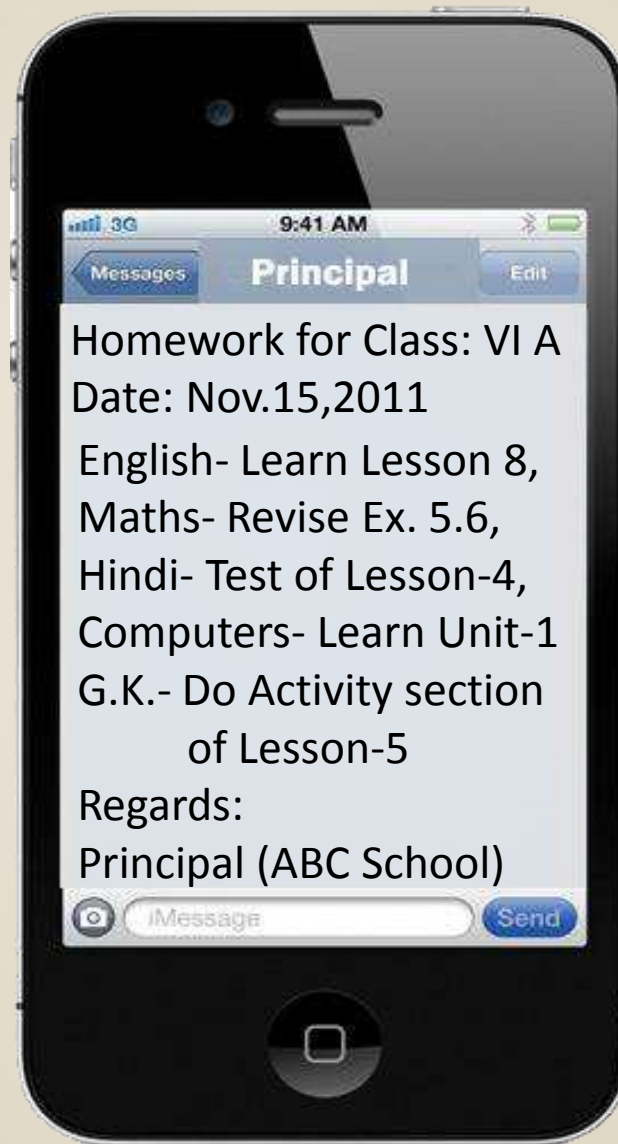 3G 9:41 AM
Messages Principal Edit
Homework for Class: VI A
Date: Nov.15,2011
English- Learn Lesson 8,
Maths- Revise Ex. 5.6,
Hindi- Test of Lesson-4,
Computers- Learn Unit-1
G.K.- Do Activity section
of Lesson-5
Regards:
Principal (ABC School)
iMessage Send